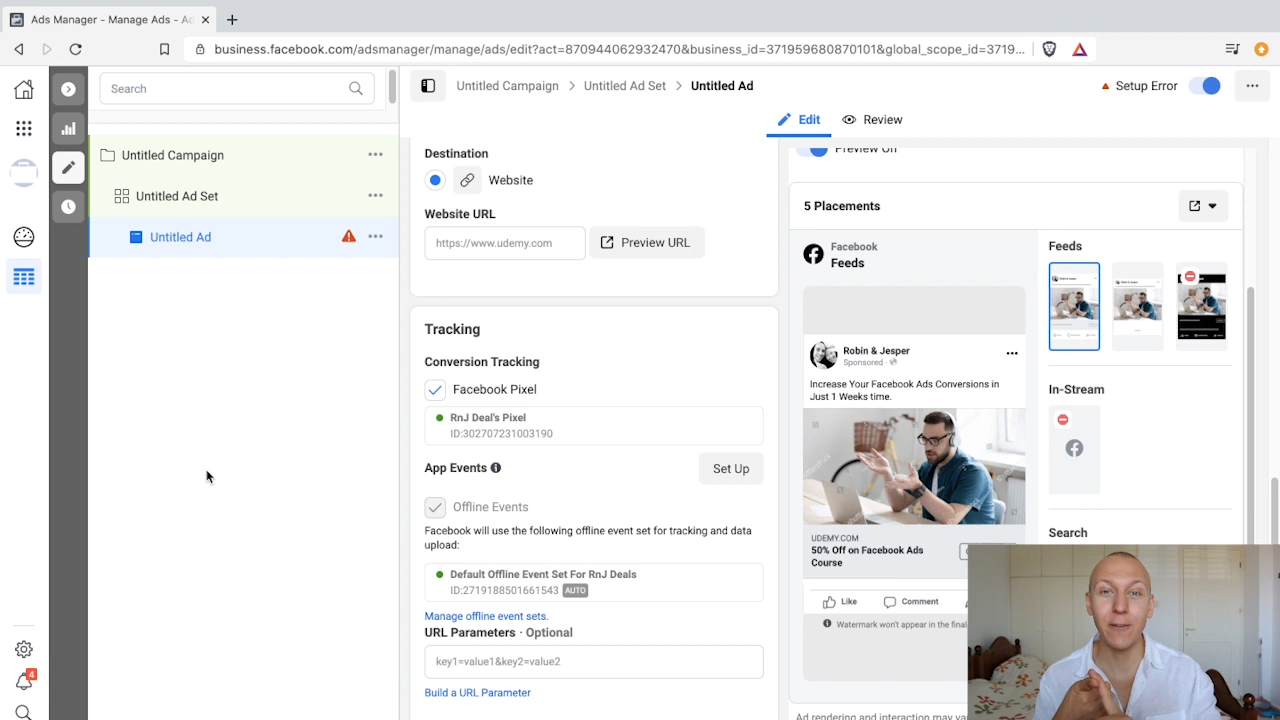 Ads Manager - Manage Ads - Ad
business.facebook.com/adsmanager/manage/ads/edit?act=870944062932470&business_id=371959680870101&global_scope_id=3719...
Search
Untitled Campaign
Untitled Ad Set
Untitled Ad
4
Untitled Campaign > Untitled Ad Set > Untitled Ad
Setup Error
Edit
Review
Destination
Website
Website URL
https://www.udemy.com
Preview URL
Tracking
Conversion Tracking
Facebook Pixel
RnJ Deal's Pixel
ID:302707231003190
App Events
Set Up
Offline Events
Facebook will use the following offline event set for tracking and data
upload:
Default Offline Event Set For RnJ Deals
ID:2719188501661543 AUTO
Manage offline event sets.
URL Parameters · Optional
key1=value1&key2=value2
Build a URL Parameter
Preview On
5 Placements
Facebook
Feeds
Robin & Jesper
Sponsored ·
Increase Your Facebook Ads Conversions in
Just 1 Weeks time.
UDEMY.COM
50% Off on Facebook Ads
Course
Like
Comment
Watermark won't appear in the final
Ad rendering and interaction may va
Feeds
In-Stream
Search